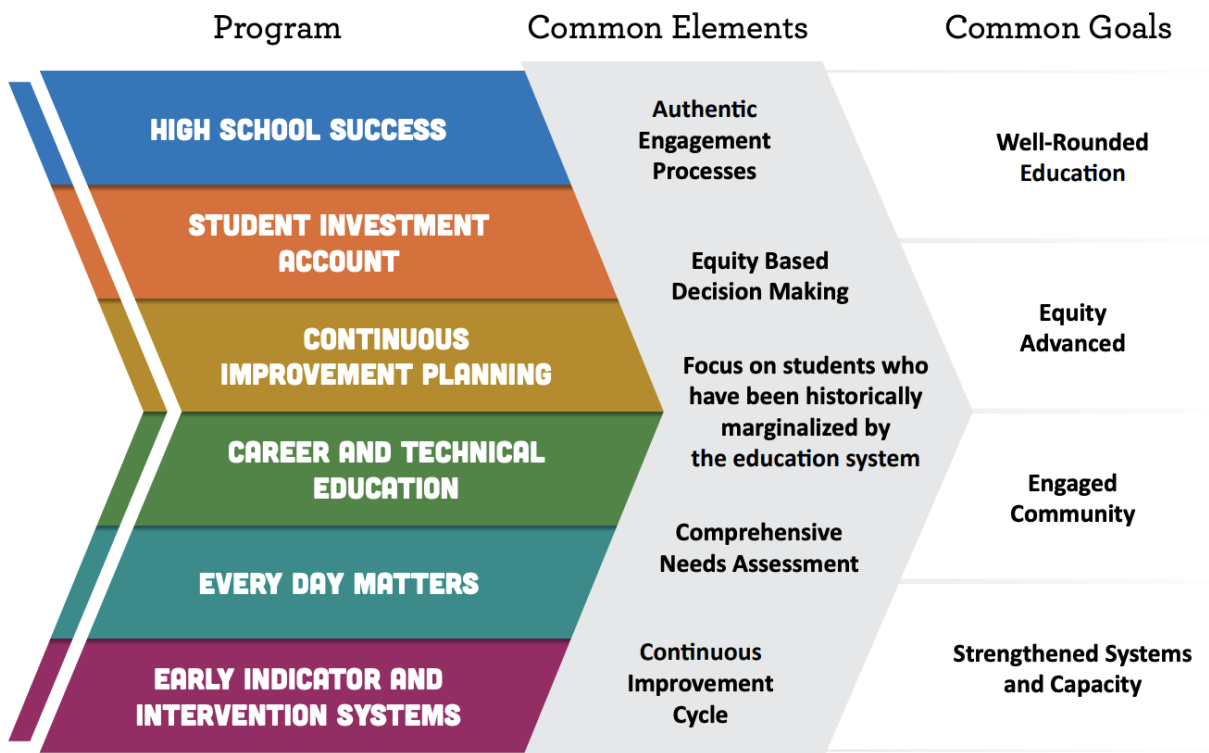 Program
Common Elements
Common Goals
HIGH SCHOOL SUCCESS
STUDENT INVESTMENT
ACCOUNT
CONTINUOUS
IMPROVEMENT PLANNING
CAREER AND TECHNICAL
EDUCATION
EVERY DAY MATTERS
EARLY INDICATOR AND
INTERVENTION SYSTEMS
Authentic
Engagement
Processes
Equity Based
Decision Making
Focus on students who
have been historically
marginalized by
the education system
Comprehensive
Needs Assessment
Continuous
Improvement
Cycle
Well-Rounded
Education
Equity
Advanced
Engaged
Community
Strengthened Systems
and Capacity